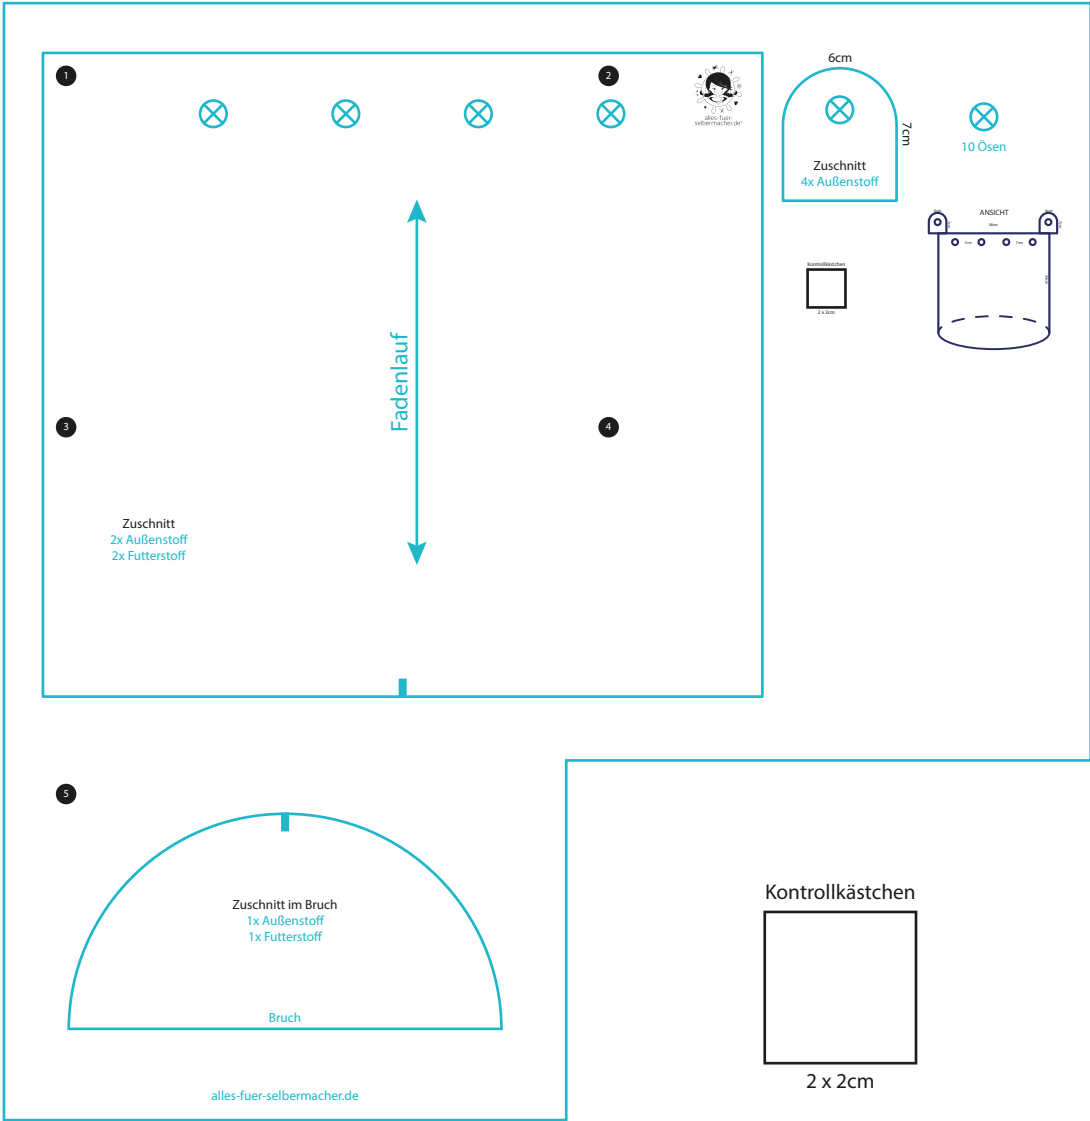 1
2
alles-fuer-
selbermacher.de
6cm
7cm
Zuschnitt
4x Außenstoff
10 Ösen
ANSICHT
7cm
7cm
Kontrollkästchen
2 x 2cm
Fadenlauf
3
4
Zuschnitt
2x Außenstoff
2x Futterstoff
5
Zuschnitt im Bruch
1x Außenstoff
1x Futterstoff
Bruch
alles-fuer-selbermacher.de
Kontrollkästchen
2 x 2cm